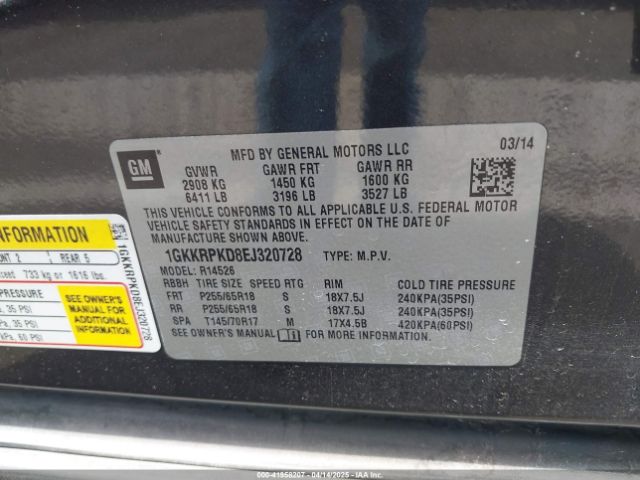 GM
MFD BY GENERAL MOTORS LLC
03/14
GVWR GAWR FRT GAWR RR
2908 KG 1450 KG 1600 KG
6411 LB 3196 LB 3527 LB
THIS VEHICLE CONFORMS TO ALL APPLICABLE U.S. FEDERAL MOTOR
VEHICLE SAFETY STANDARDS IN EFFECT ON THE DATE OF
MANUFACTURE SHOWN ABOVE.
1GKKRPKD8EJ320728 TYPE: M.P.V.
MODEL: R14526
RBBH TIRE SIZE SPEED RTG RIM COLD TIRE PRESSURE
FRT P255/65R18 S 18X7.5J 240KPA(35PSI)
RR P255/65R18 S 18X7.5J 240KPA(35PSI)
SPA T145/70R17 M 17X4.5B 420KPA(60PSI)
SEE OWNER'S MANUAL FOR MORE INFORMATION.
INFORMATION
2 REAR 5
733 kg or 1616 lbs.
PRESSURE
35 PSI
35 PSI
60 PSI
SEE OWNER'S
MANUAL FOR
ADDITIONAL
INFORMATION
1GKKRPKD8EJ320728
000-41958207 - 04/14/2025 - IAAI.COM